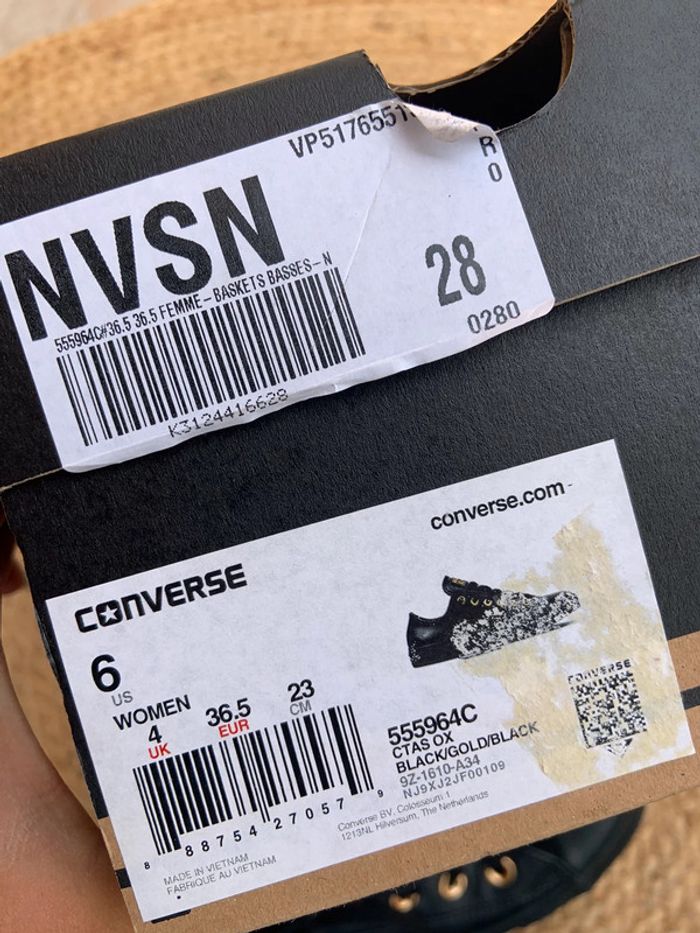 VP5176551
R
0
NVSN
555964C#36.5 36.5 FEMME-BASKETS BASSES-N
28
0280
K3124416628
converse.com
CONVERSE
6
US
WOMEN
4 36.5 23
UK EUR CM
555964C
CTAS OX
BLACK/GOLD/BLACK
9Z-1610-A34
NJ9XJ2JF00109
CONVERSE
Converse BV, Colosseum 1
1213NL Hilversum, The Netherlands
8 88754 27057 9
MADE IN VIETNAM
FABRIQUE AU VIETNAM